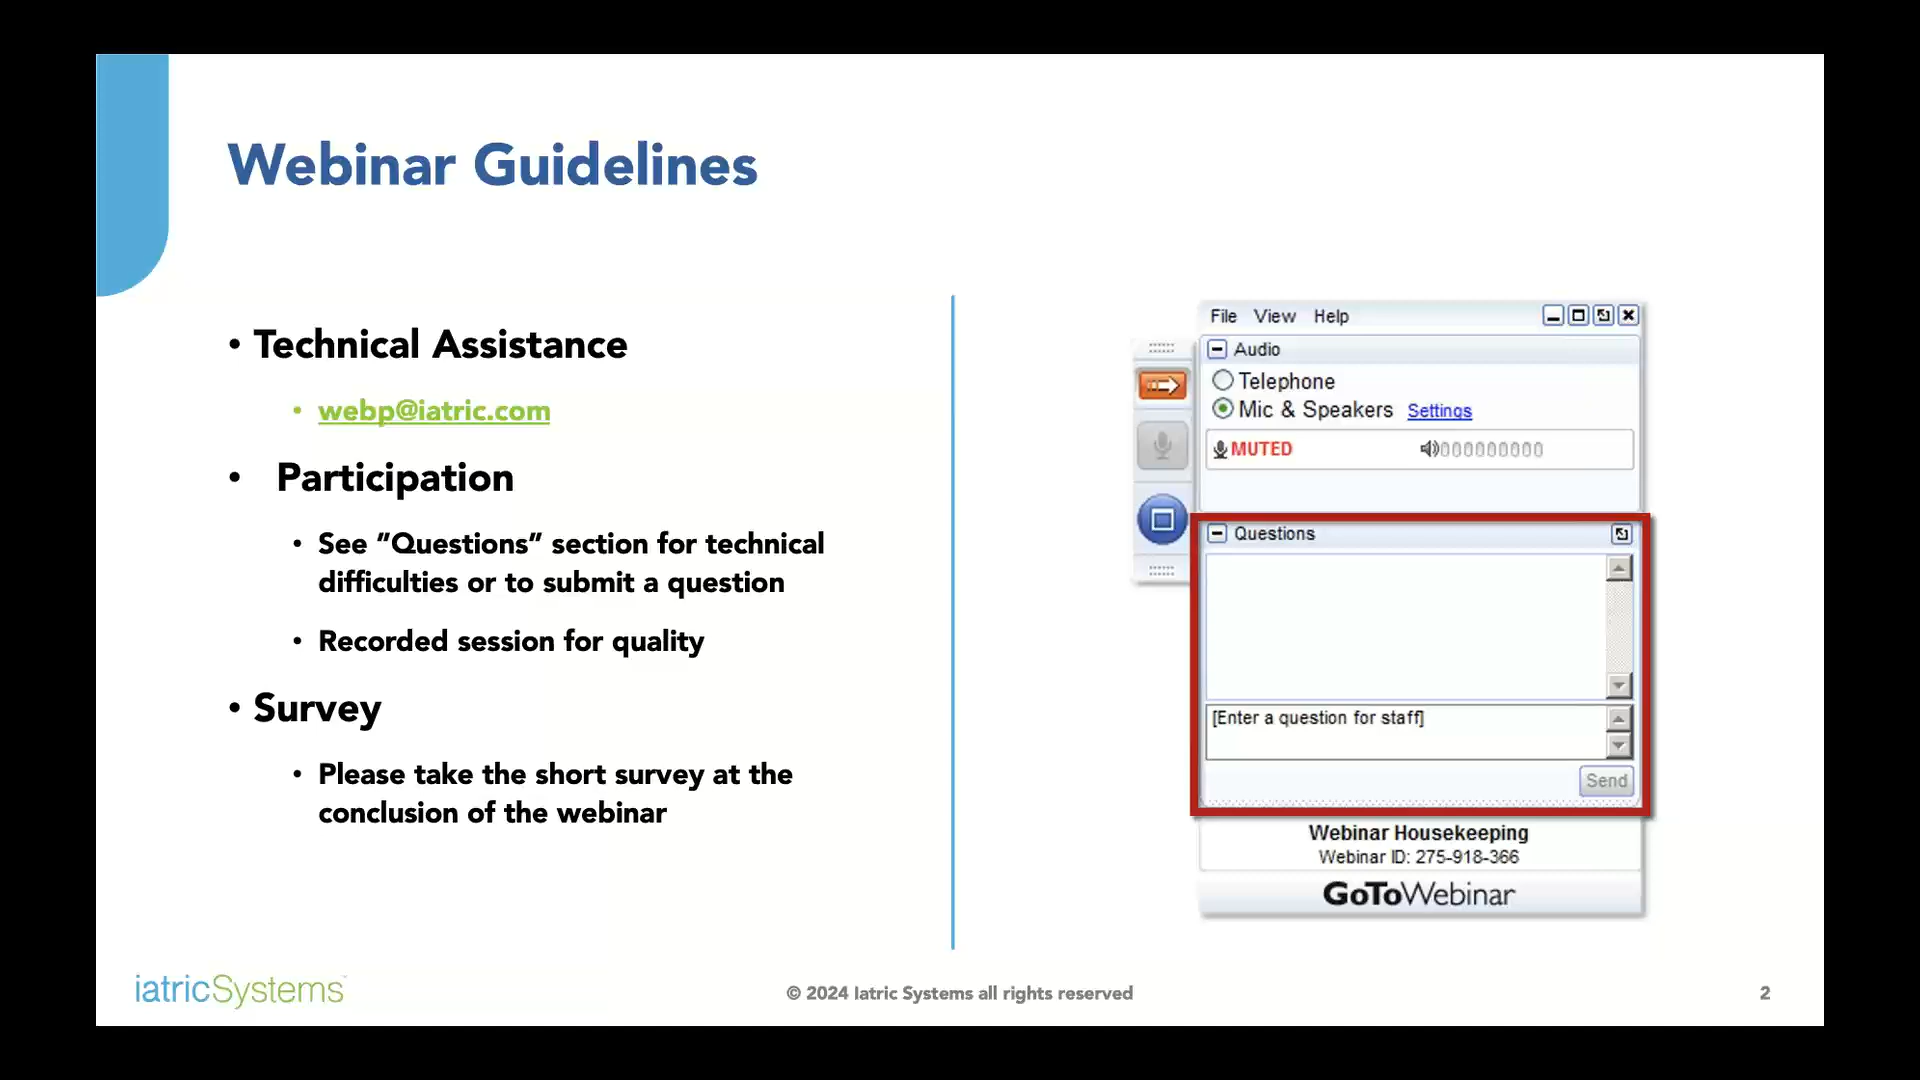 Webinar Guidelines
• Technical Assistance
• webp@iatric.com
• Participation
• See ”Questions” section for technical
difficulties or to submit a question
• Recorded session for quality
• Survey
• Please take the short survey at the
conclusion of the webinar
File View Help
Audio
Telephone
Mic & Speakers Settings
MUTED
Questions
[Enter a question for staff]
Send
Webinar Housekeeping
Webinar ID: 275-918-366
GoToWebinar
iatricSystems
© 2024 Iatric Systems all rights reserved
2